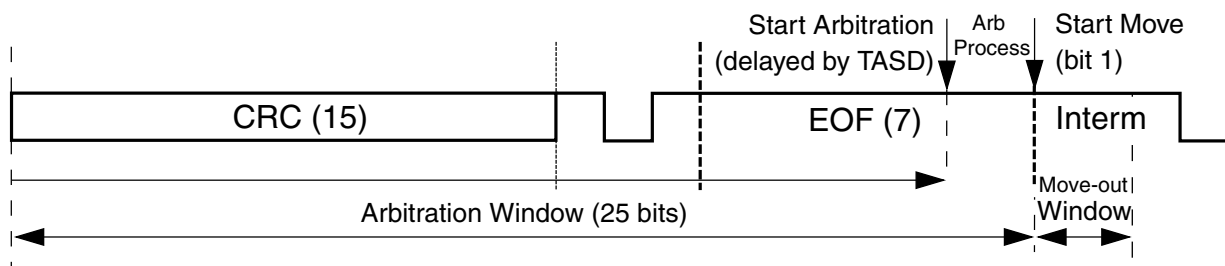 Start Arbitration
(delayed by TASD)
Arb
Process
Start Move
(bit 1)
CRC (15)
EOF (7)
Interm
Arbitration Window (25 bits)
Move-out
Window